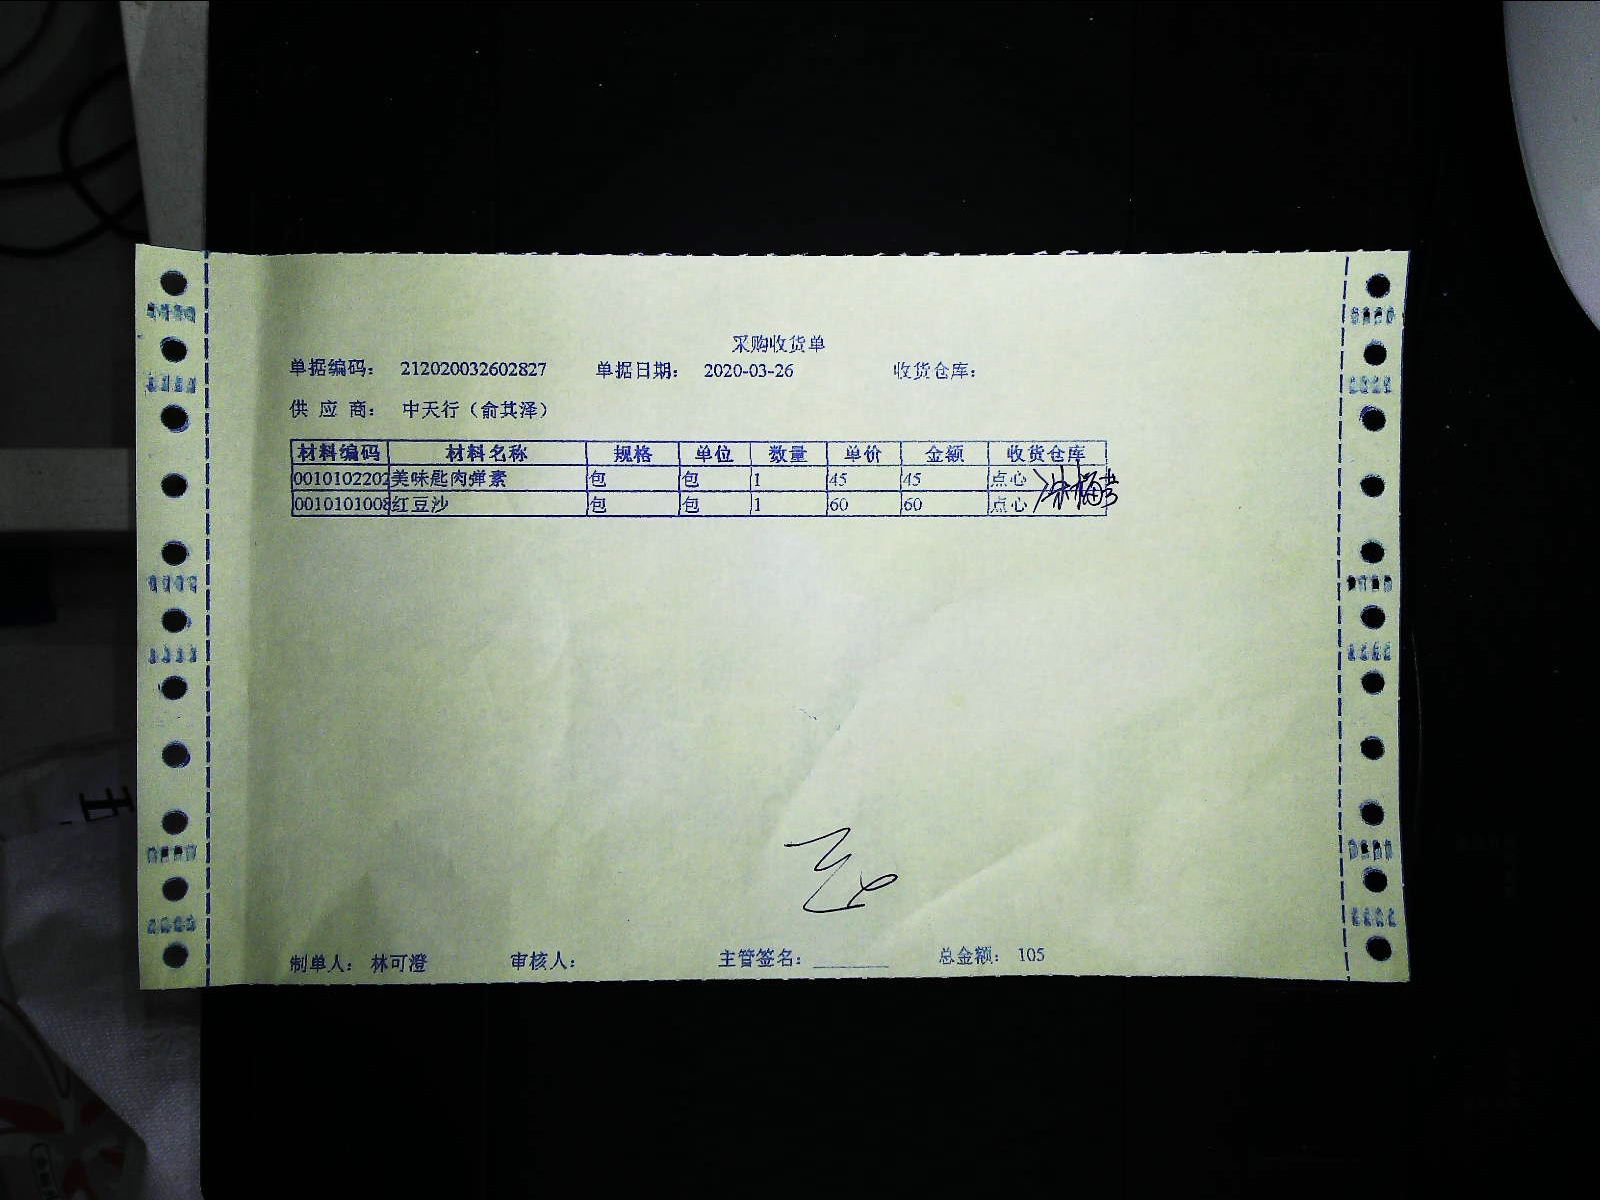 采购收货单
单据编码： 212020032602827 单据日期： 2020-03-26 收货仓库：
供 应 商： 中天行（俞其泽）
材料编码 材料名称 规格 单位 数量 单价 金额 收货仓库
0010102202 美味匙肉弹素 包 包 1 45 45 点心
0010101008 红豆沙 包 包 1 60 60 点心
制单人： 林可澄 审核人： 主管签名：________ 总金额： 105